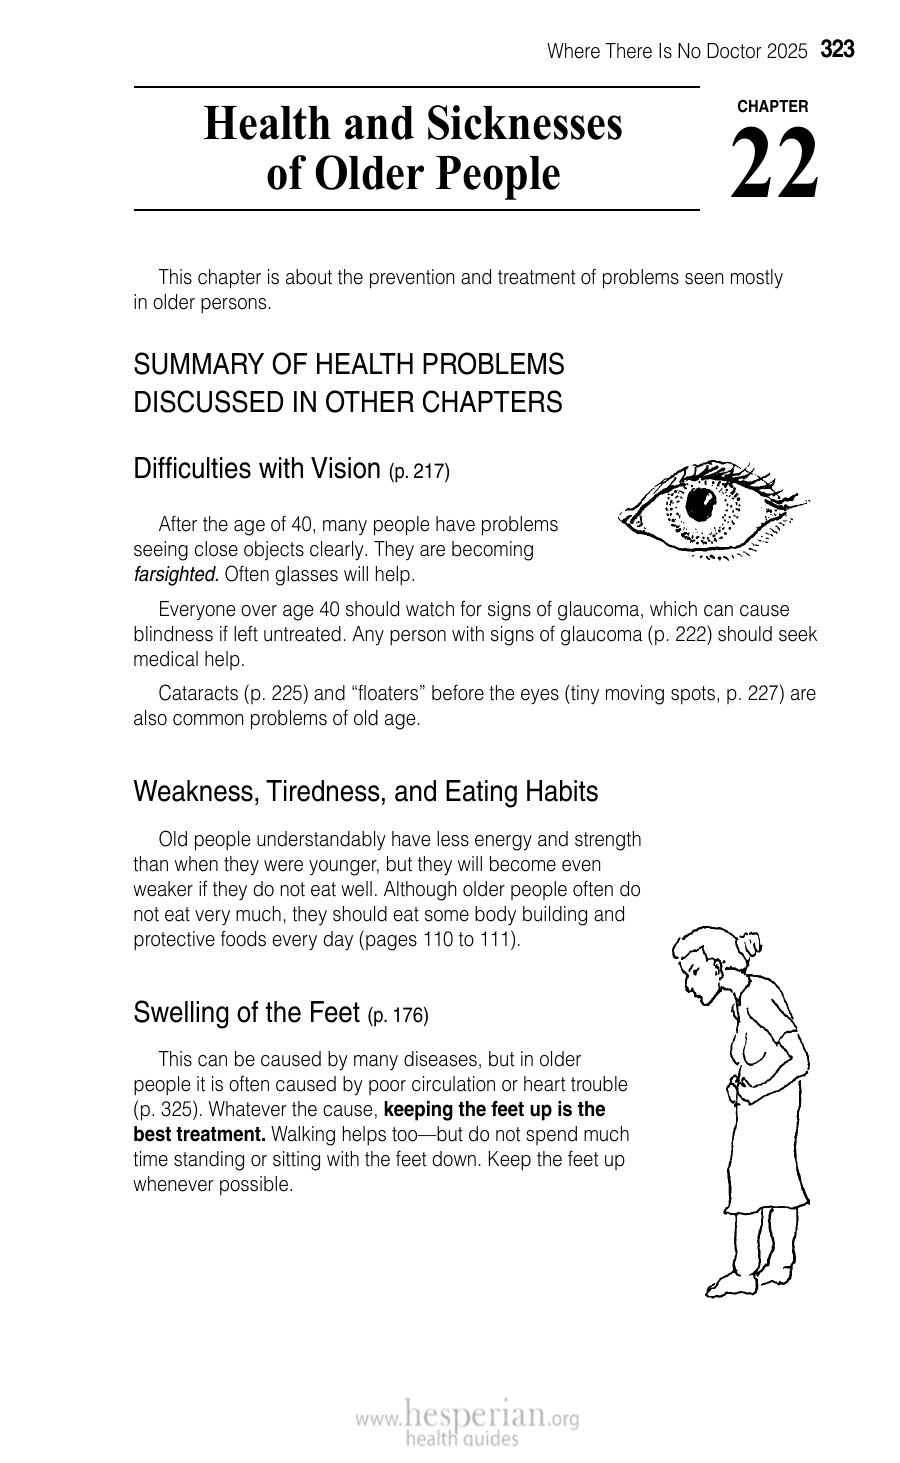 Where There Is No Doctor 2025 323
Health and Sicknesses
of Older People
CHAPTER
22
This chapter is about the prevention and treatment of problems seen mostly
in older persons.
SUMMARY OF HEALTH PROBLEMS
DISCUSSED IN OTHER CHAPTERS
Difficulties with Vision (p. 217)
After the age of 40, many people have problems
seeing close objects clearly. They are becoming
farsighted. Often glasses will help.
Everyone over age 40 should watch for signs of glaucoma, which can cause
blindness if left untreated. Any person with signs of glaucoma (p. 222) should seek
medical help.
Cataracts (p. 225) and “floaters” before the eyes (tiny moving spots, p. 227) are
also common problems of old age.
Weakness, Tiredness, and Eating Habits
Old people understandably have less energy and strength
than when they were younger, but they will become even
weaker if they do not eat well. Although older people often do
not eat very much, they should eat some body building and
protective foods every day (pages 110 to 111).
Swelling of the Feet (p. 176)
This can be caused by many diseases, but in older
people it is often caused by poor circulation or heart trouble
(p. 325). Whatever the cause, keeping the feet up is the
best treatment. Walking helps too—but do not spend much
time standing or sitting with the feet down. Keep the feet up
whenever possible.
www.hesperian.org
health guides